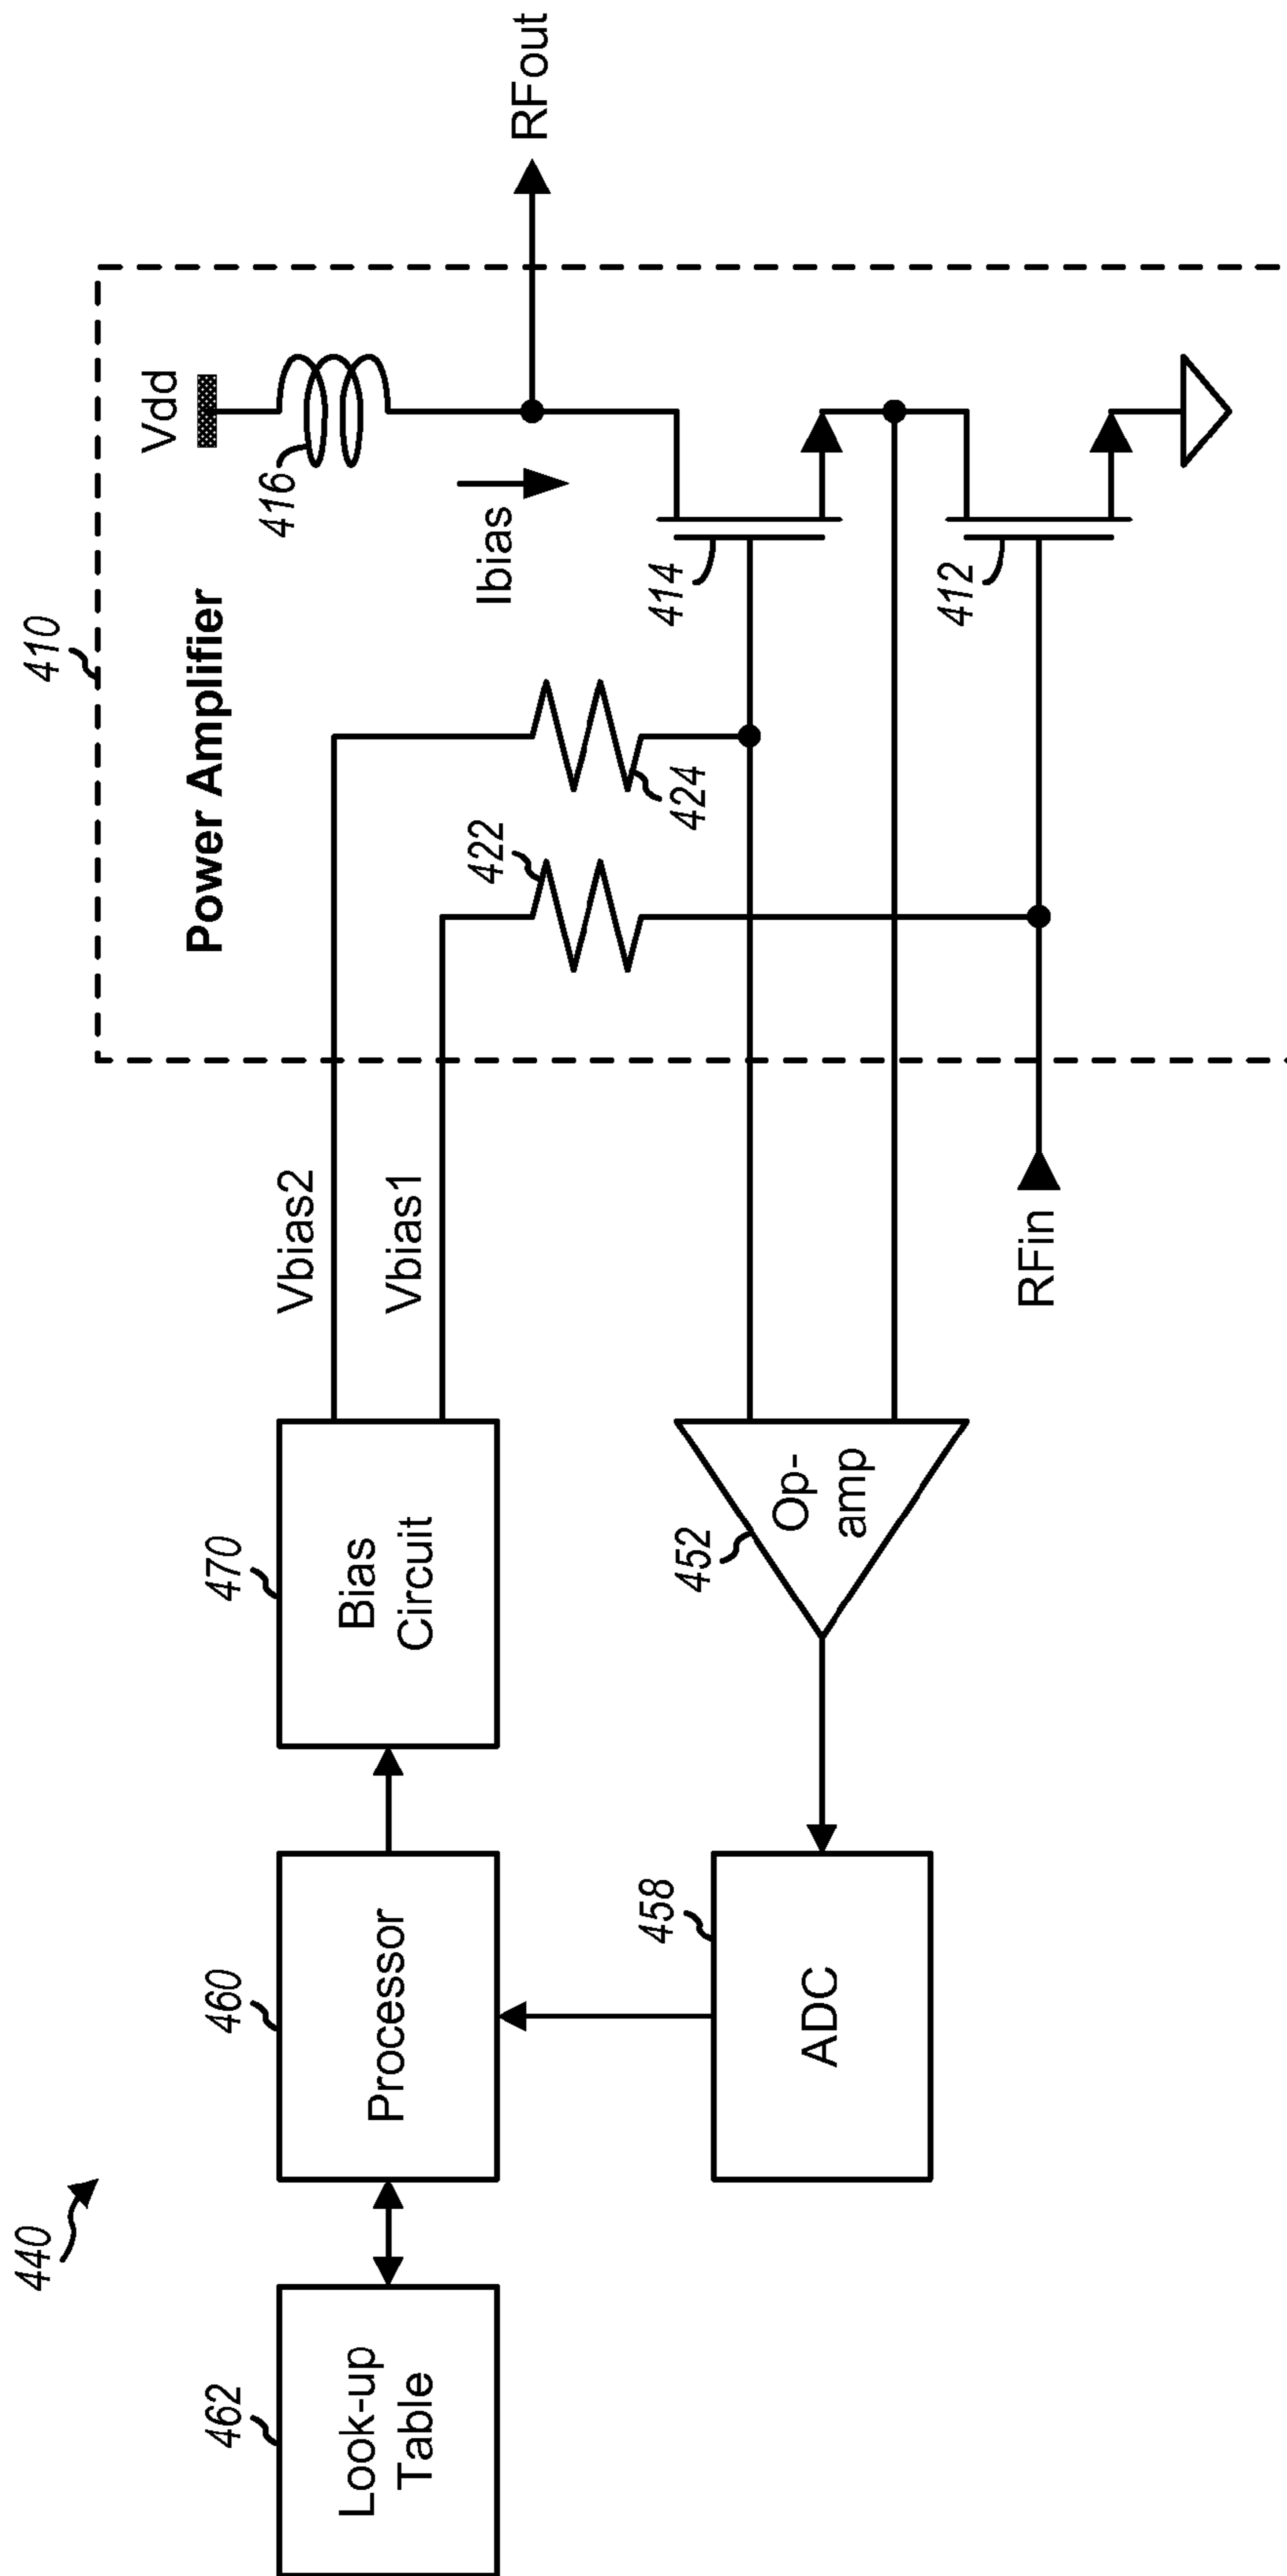 440
410
Power Amplifier
Vdd
416
Ibias
RFout
462
Look-up
Table
460
Processor
470
Bias
Circuit
Vbias2
Vbias1
422
424
414
412
458
ADC
452
Op-
amp
RFin